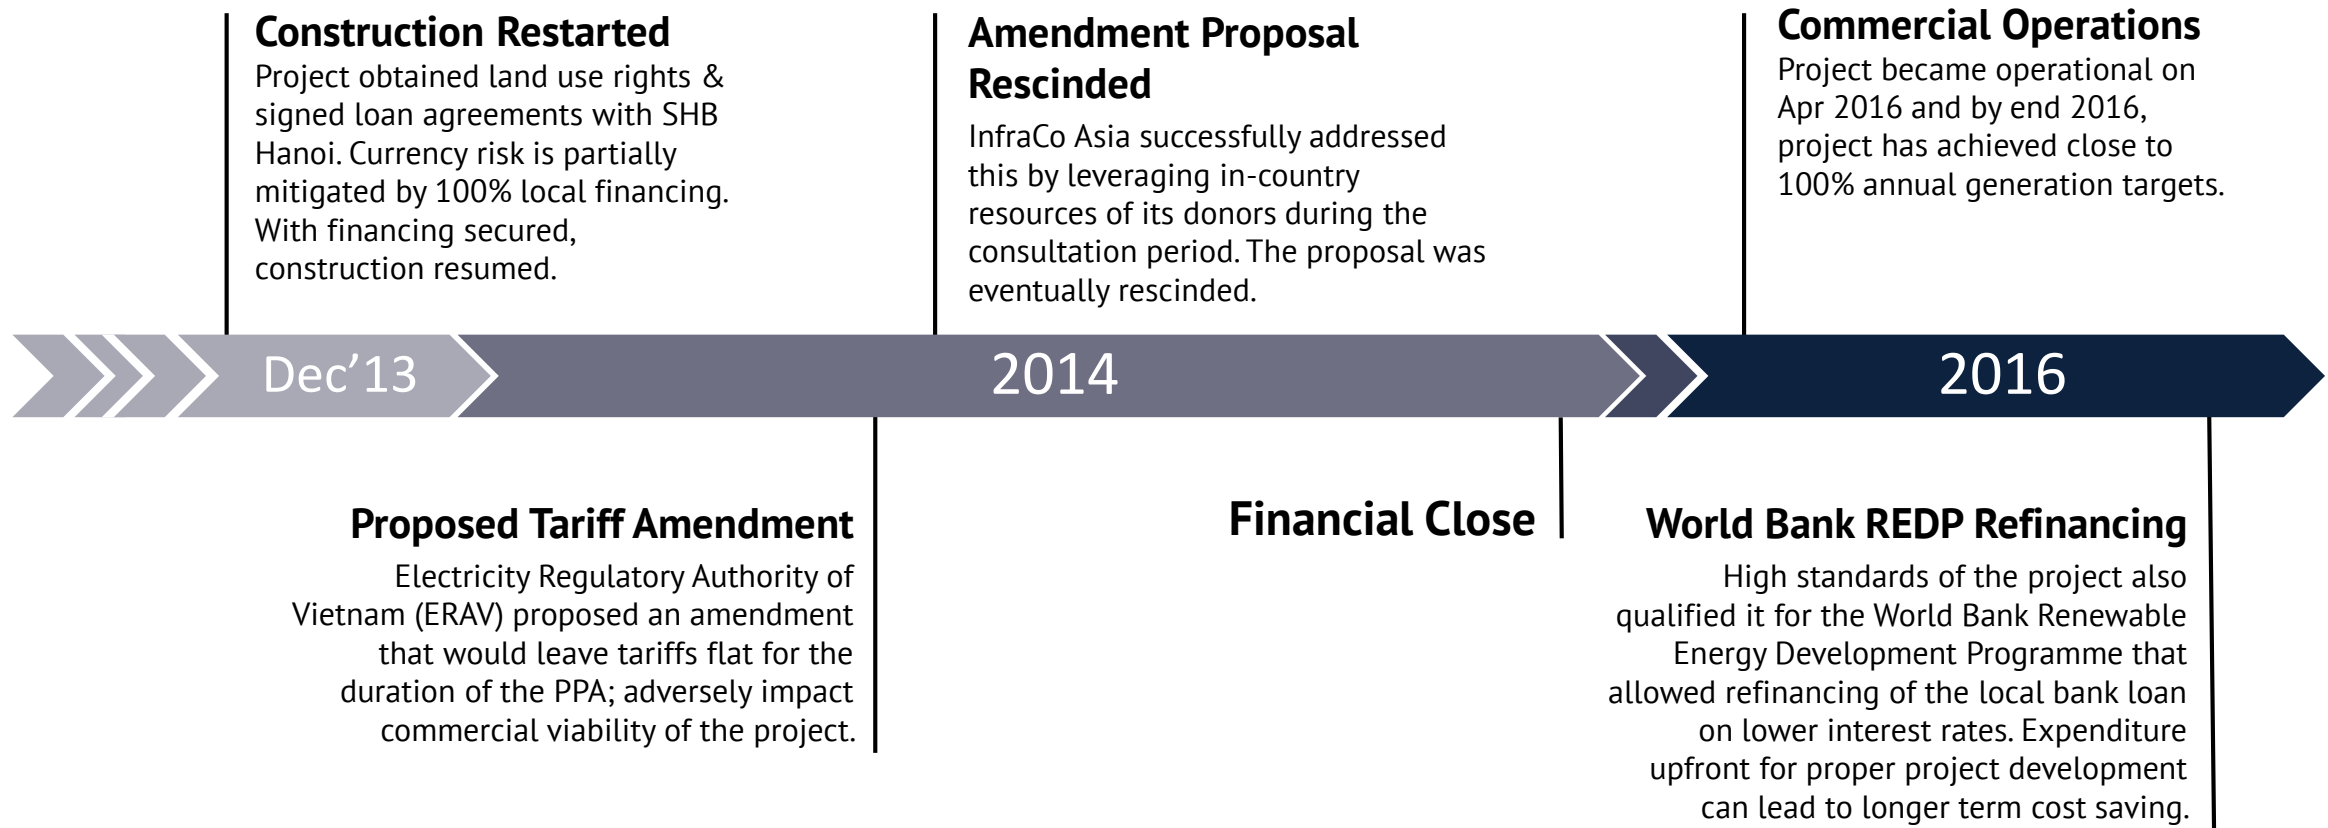 Construction Restarted
Project obtained land use rights &
signed loan agreements with SHB
Hanoi. Currency risk is partially
mitigated by 100% local financing.
With financing secured,
construction resumed.
Amendment Proposal
Rescinded
InfraCo Asia successfully addressed
this by leveraging in-country
resources of its donors during the
consultation period. The proposal was
eventually rescinded.
Commercial Operations
Project became operational on
Apr 2016 and by end 2016,
project has achieved close to
100% annual generation targets.
Dec’13
2014
2016
Proposed Tariff Amendment
Electricity Regulatory Authority of
Vietnam (ERAV) proposed an amendment
that would leave tariffs flat for the
duration of the PPA; adversely impact
commercial viability of the project.
Financial Close
World Bank REDP Refinancing
High standards of the project also
qualified it for the World Bank Renewable
Energy Development Programme that
allowed refinancing of the local bank loan
on lower interest rates. Expenditure
upfront for proper project development
can lead to longer term cost saving.